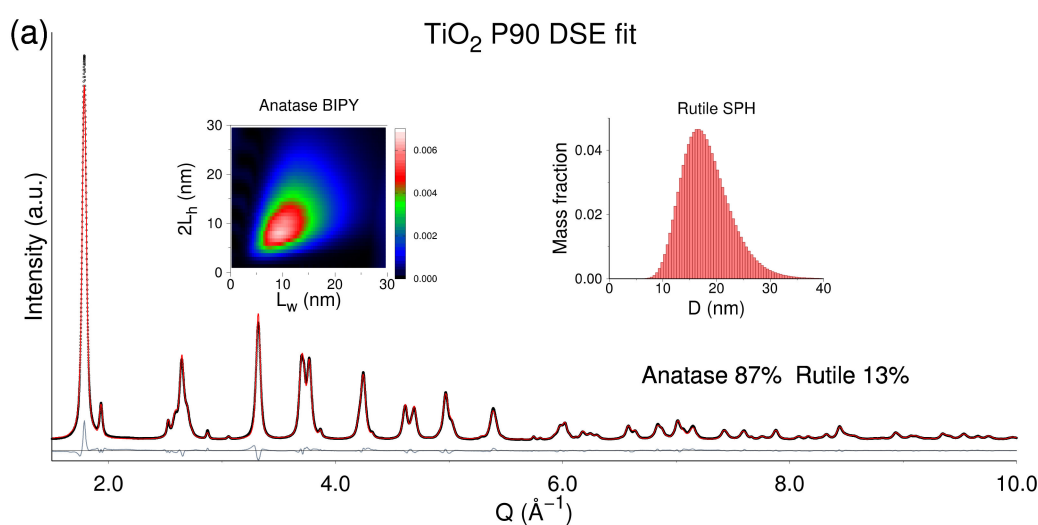 (a)
TiO₂ P90 DSE fit
Intensity (a.u.)
Anatase BIPY
2Lₕ (nm)
30
20
10
0
0 10 20 30
L_w (nm)
0.006
0.004
0.002
0.000
Rutile SPH
Mass fraction
0.04
0.02
0.00
0 10 20 30 40
D (nm)
Anatase 87% Rutile 13%
2.0 4.0 6.0 8.0 10.0
Q (Å⁻¹)